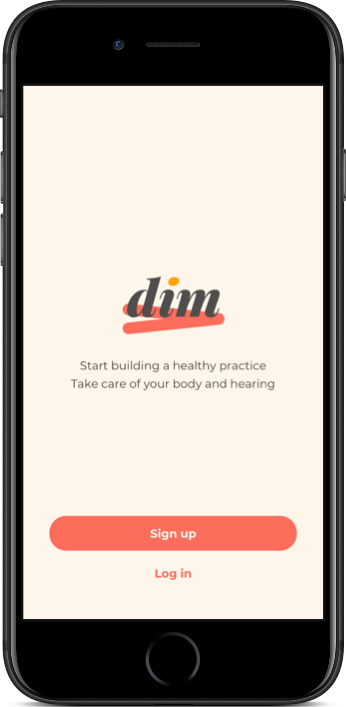 dim
Start building a healthy practice
Take care of your body and hearing
Sign up
Log in